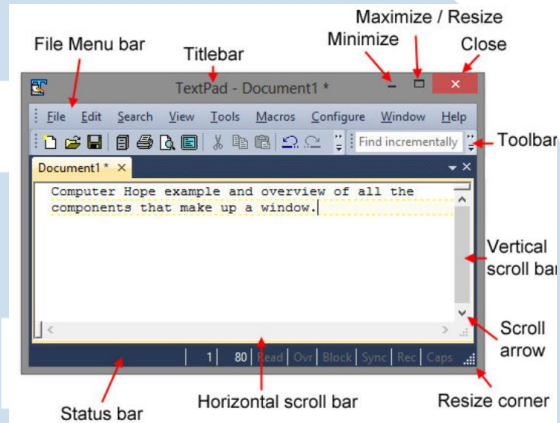 Maximize / Resize
File Menu bar
Minimize
Close
Titlebar
TextPad - Document1 *
File Edit Search View Tools Macros Configure Window Help
Find incrementally
Toolbar
Document1 *
Computer Hope example and overview of all the
components that make up a window.
Vertical
scroll bar
Scroll
arrow
1 80 Read Ovr Block Sync Rec Caps
Status bar
Horizontal scroll bar
Resize corner